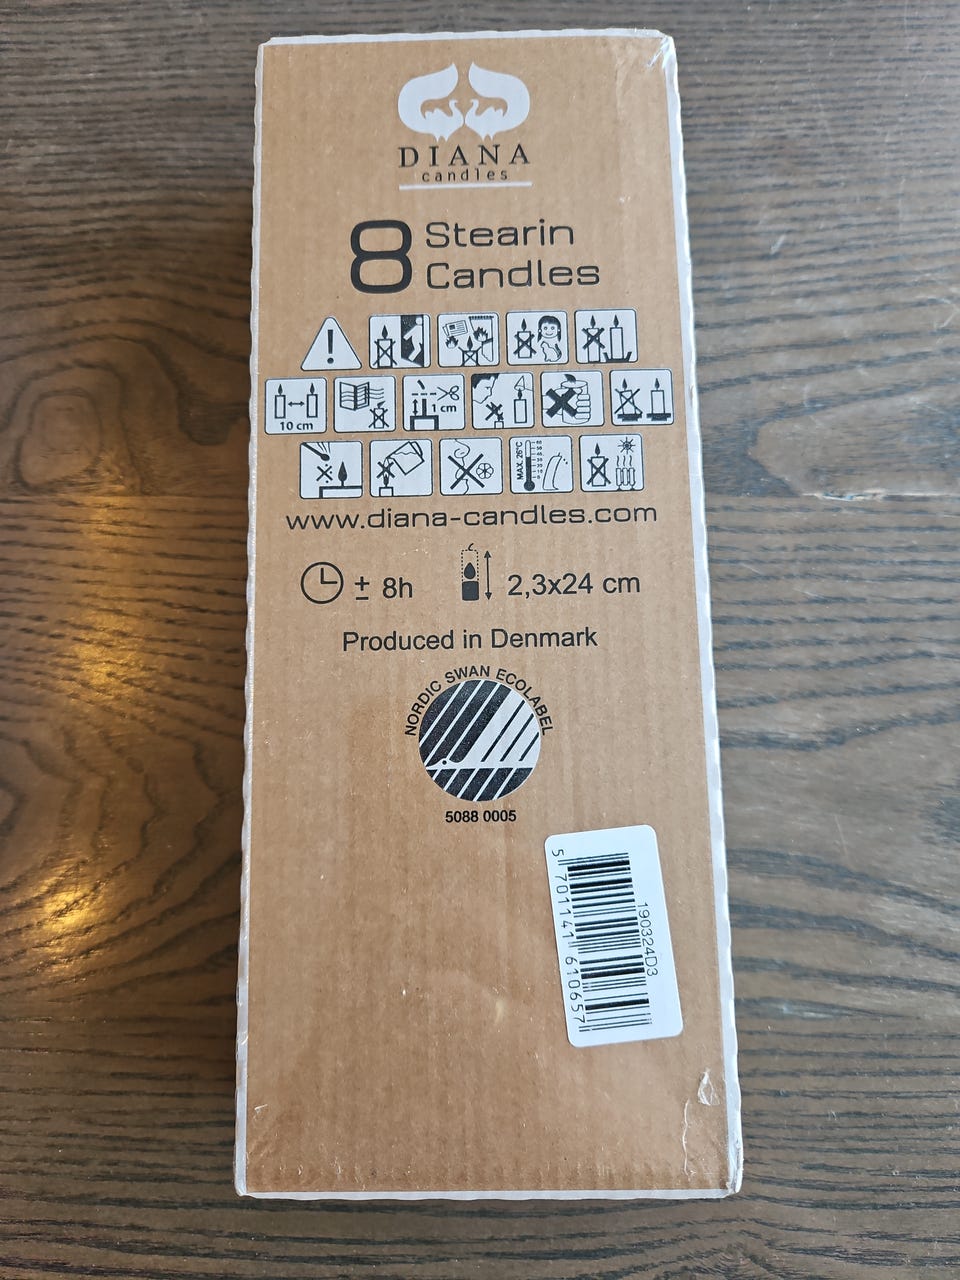 DIANA
candles
8 Stearin
Candles
10 cm
1 cm
MAX. 26°C
www.diana-candles.com
± 8h
2,3x24 cm
Produced in Denmark
NORDIC SWAN ECOLABEL
5088 0005
190324D3
5 701141 610657